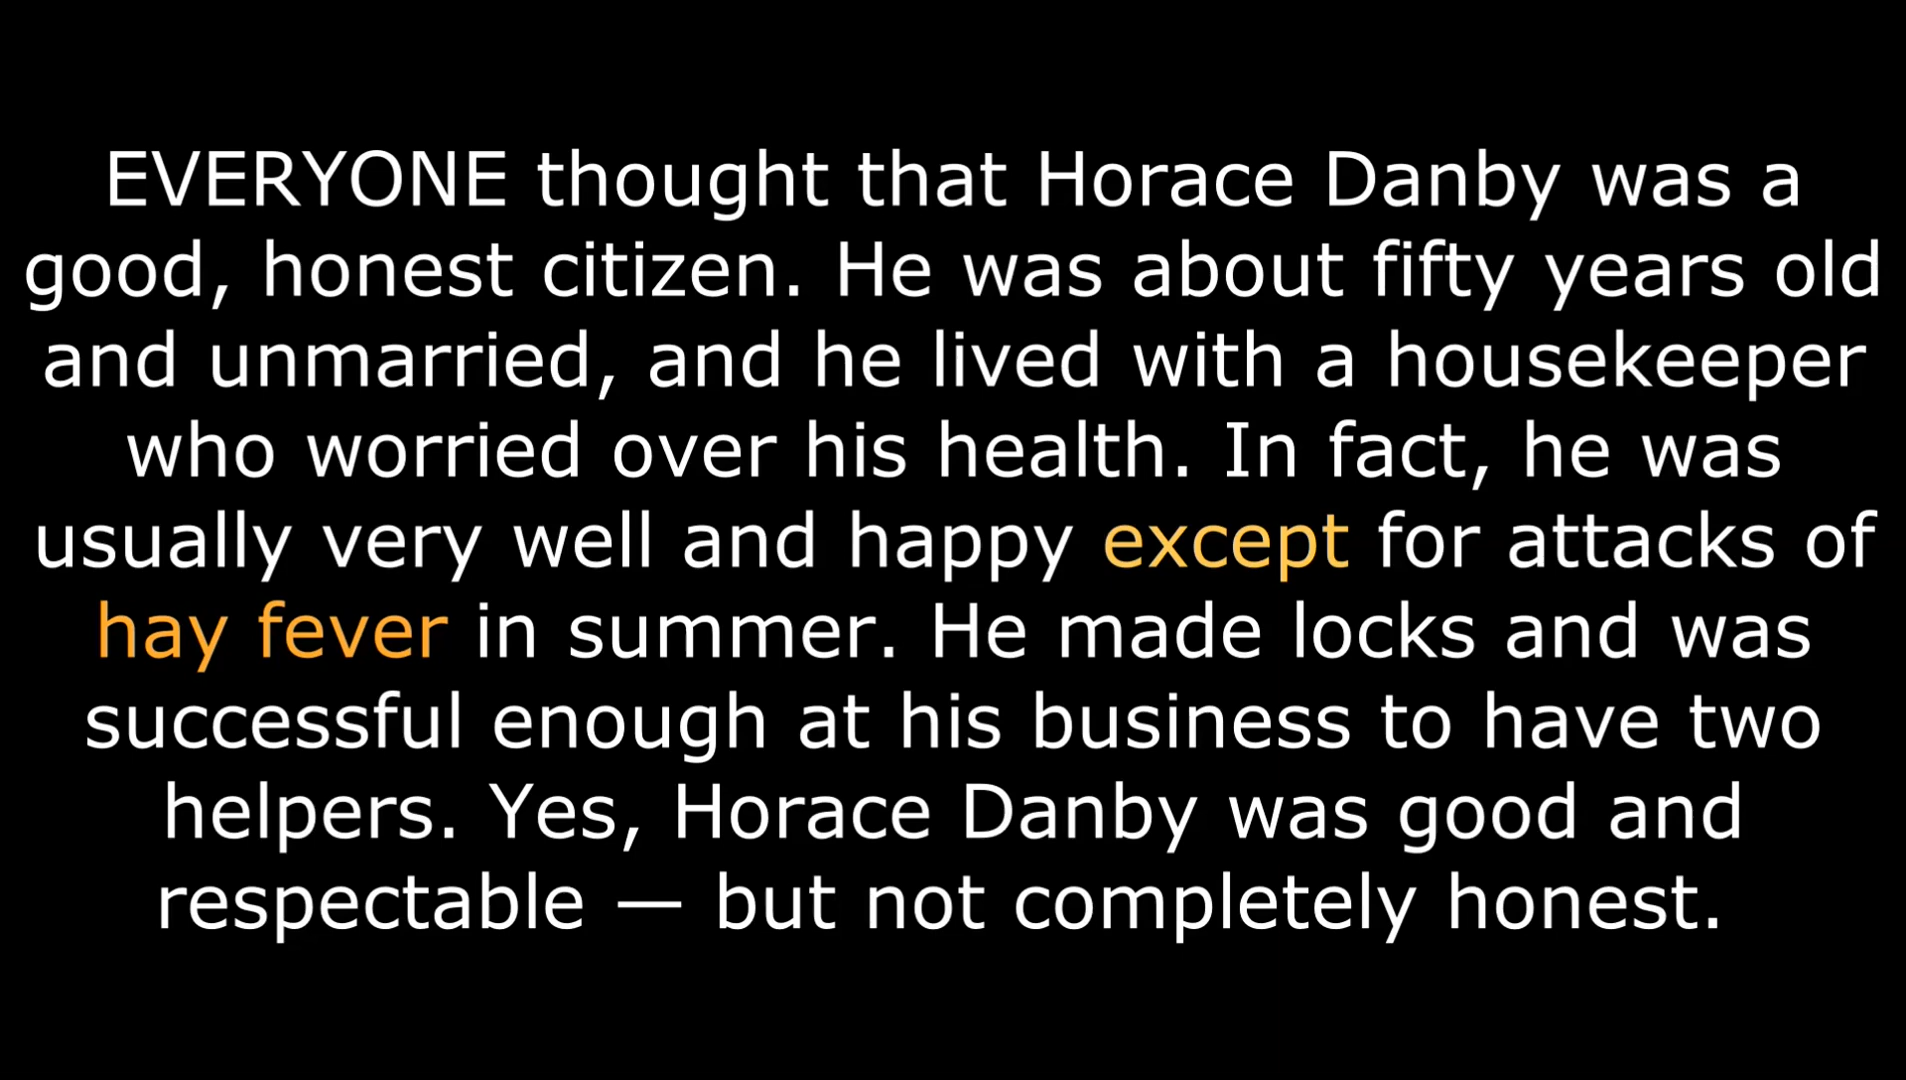 EVERYONE thought that Horace Danby was a
good, honest citizen. He was about fifty years old
and unmarried, and he lived with a housekeeper
who worried over his health. In fact, he was
usually very well and happy except for attacks of
hay fever in summer. He made locks and was
successful enough at his business to have two
helpers. Yes, Horace Danby was good and
respectable — but not completely honest.